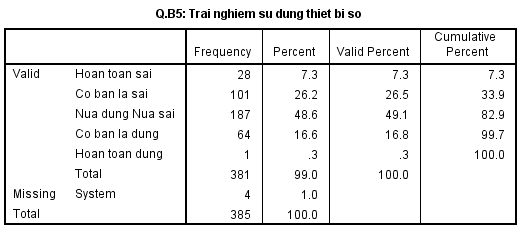 Q.B5: Trai nghiem su dung thiet bi so
Frequency Percent Valid Percent Cumulative Percent
Valid Hoan toan sai 28 7.3 7.3 7.3
Co ban la sai 101 26.2 26.5 33.9
Nua dung Nua sai 187 48.6 49.1 82.9
Co ban la dung 64 16.6 16.8 99.7
Hoan toan dung 1 .3 .3 100.0
Total 381 99.0 100.0
Missing System 4 1.0
Total 385 100.0